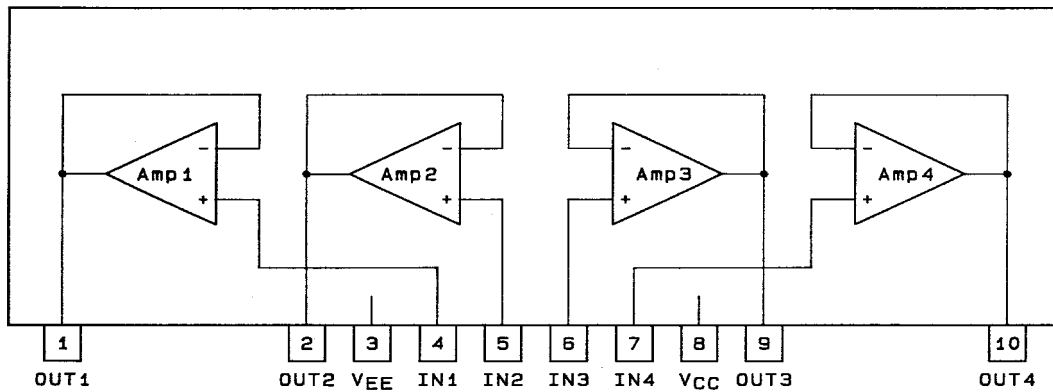 − − − −
Amp1 Amp2 Amp3 Amp4
+ + + +
1 2 3 4 5 6 7 8 9 10
OUT1 OUT2 VEE IN1 IN2 IN3 IN4 VCC OUT3 OUT4